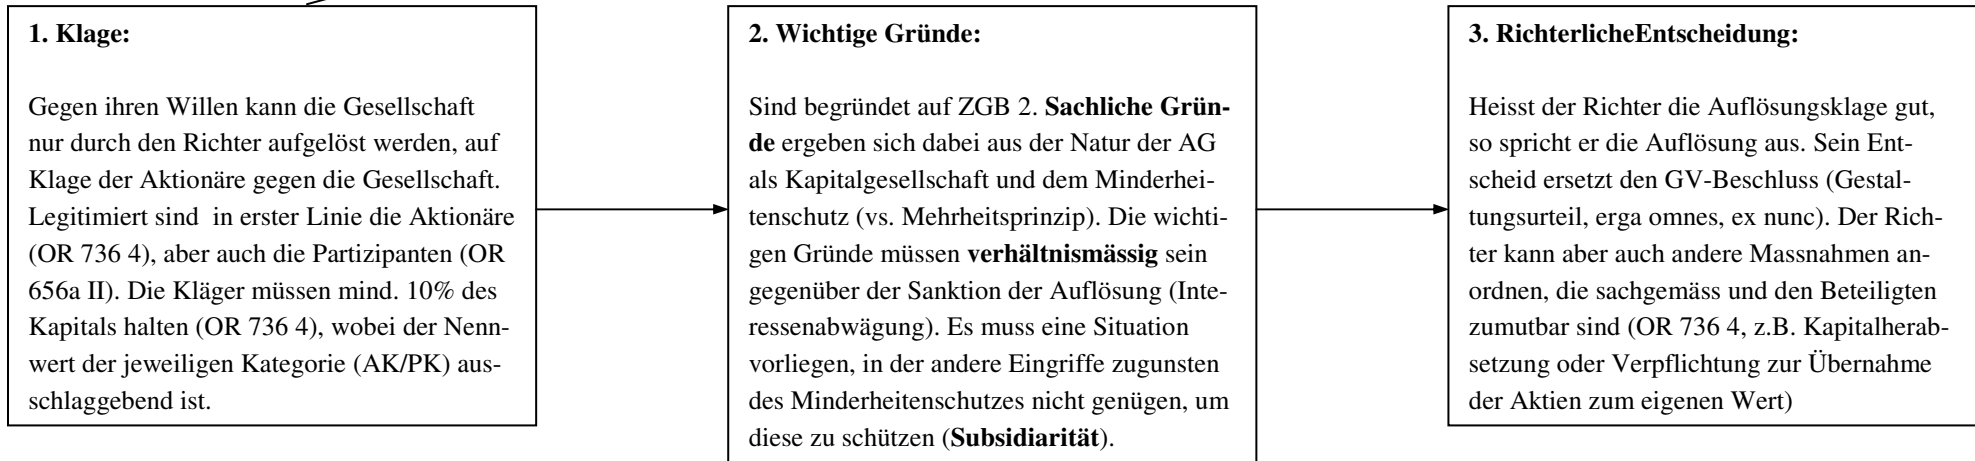 1. Klage:
Gegen ihren Willen kann die Gesellschaft
nur durch den Richter aufgelöst werden, auf
Klage der Aktionäre gegen die Gesellschaft.
Legitimiert sind in erster Linie die Aktionäre
(OR 736 4), aber auch die Partizipanten (OR
656a II). Die Kläger müssen mind. 10% des
Kapitals halten (OR 736 4), wobei der Nenn-
wert der jeweiligen Kategorie (AK/PK) aus-
schlaggebend ist.
2. Wichtige Gründe:
Sind begründet auf ZGB 2. Sachliche Grün-
de ergeben sich dabei aus der Natur der AG
als Kapitalgesellschaft und dem Minderhei-
tenschutz (vs. Mehrheitsprinzip). Die wichti-
gen Gründe müssen verhältnismässig sein
gegenüber der Sanktion der Auflösung (Inte-
ressenabwägung). Es muss eine Situation
vorliegen, in der andere Eingriffe zugunsten
des Minderheitenschutzes nicht genügen, um
diese zu schützen (Subsidiarität).
3. RichterlicheEntscheidung:
Heisst der Richter die Auflösungsklage gut,
so spricht er die Auflösung aus. Sein Ent-
scheid ersetzt den GV-Beschluss (Gestal-
tungsurteil, erga omnes, ex nunc). Der Rich-
ter kann aber auch andere Massnahmen an-
ordnen, die sachgemäss und den Beteiligten
zumutbar sind (OR 736 4, z.B. Kapitalherab-
setzung oder Verpflichtung zur Übernahme
der Aktien zum eigenen Wert)